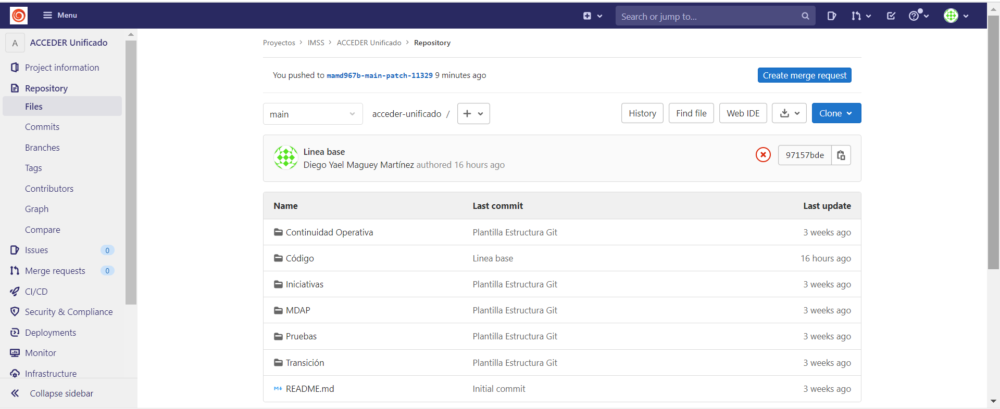 Menu
Search or jump to...
A ACCEDER Unificado
Project information
Repository
Files
Commits
Branches
Tags
Contributors
Graph
Compare
Issues 0
Merge requests 0
CI/CD
Security & Compliance
Deployments
Monitor
Infrastructure
Collapse sidebar
Proyectos > IMSS > ACCEDER Unificado > Repository
You pushed to mamd967b-main-patch-11329 9 minutes ago
Create merge request
main
acceder-unificado /
History
Find file
Web IDE
Clone
Linea base
Diego Yael Maguey Martínez authored 16 hours ago
97157bde
Name Last commit Last update
Continuidad Operativa Plantilla Estructura Git 3 weeks ago
Código Linea base 16 hours ago
Iniciativas Plantilla Estructura Git 3 weeks ago
MDAP Plantilla Estructura Git 3 weeks ago
Pruebas Plantilla Estructura Git 3 weeks ago
Transición Plantilla Estructura Git 3 weeks ago
README.md Initial commit 3 weeks ago